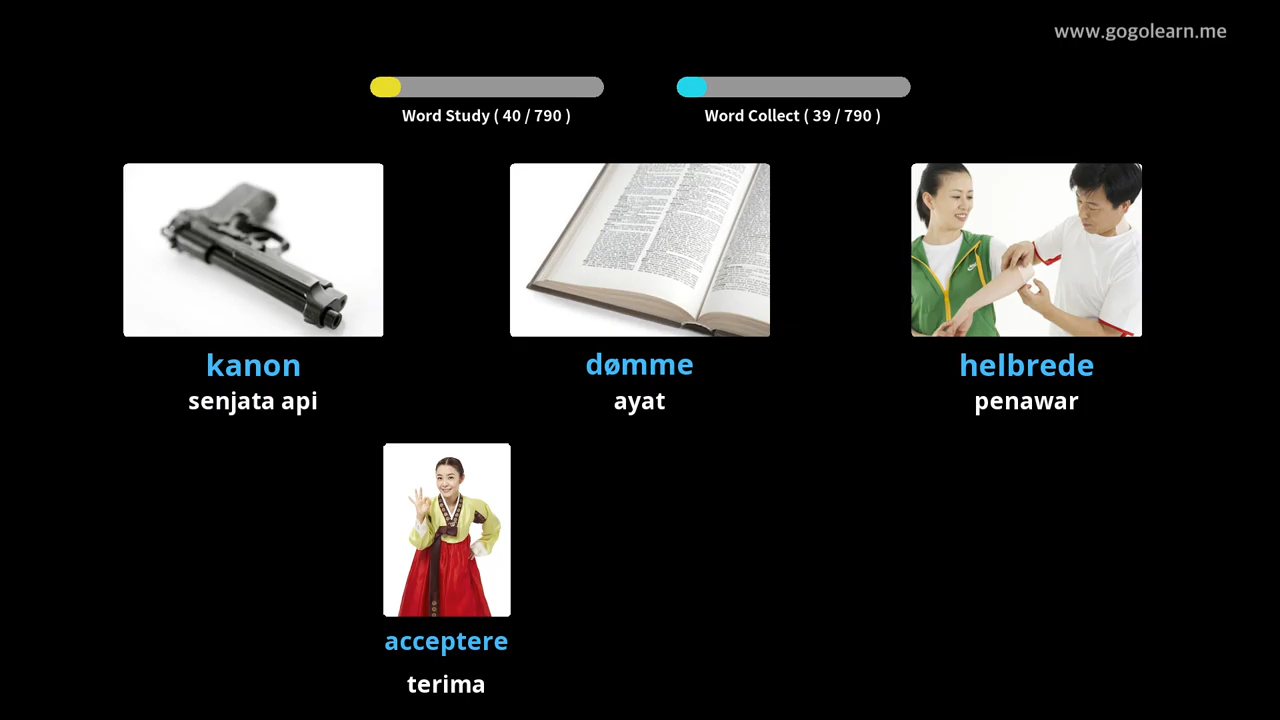 www.gogolearn.me
Word Study ( 40 / 790 )
Word Collect ( 39 / 790 )
kanon
senjata api
dømme
ayat
helbrede
penawar
acceptere
terima